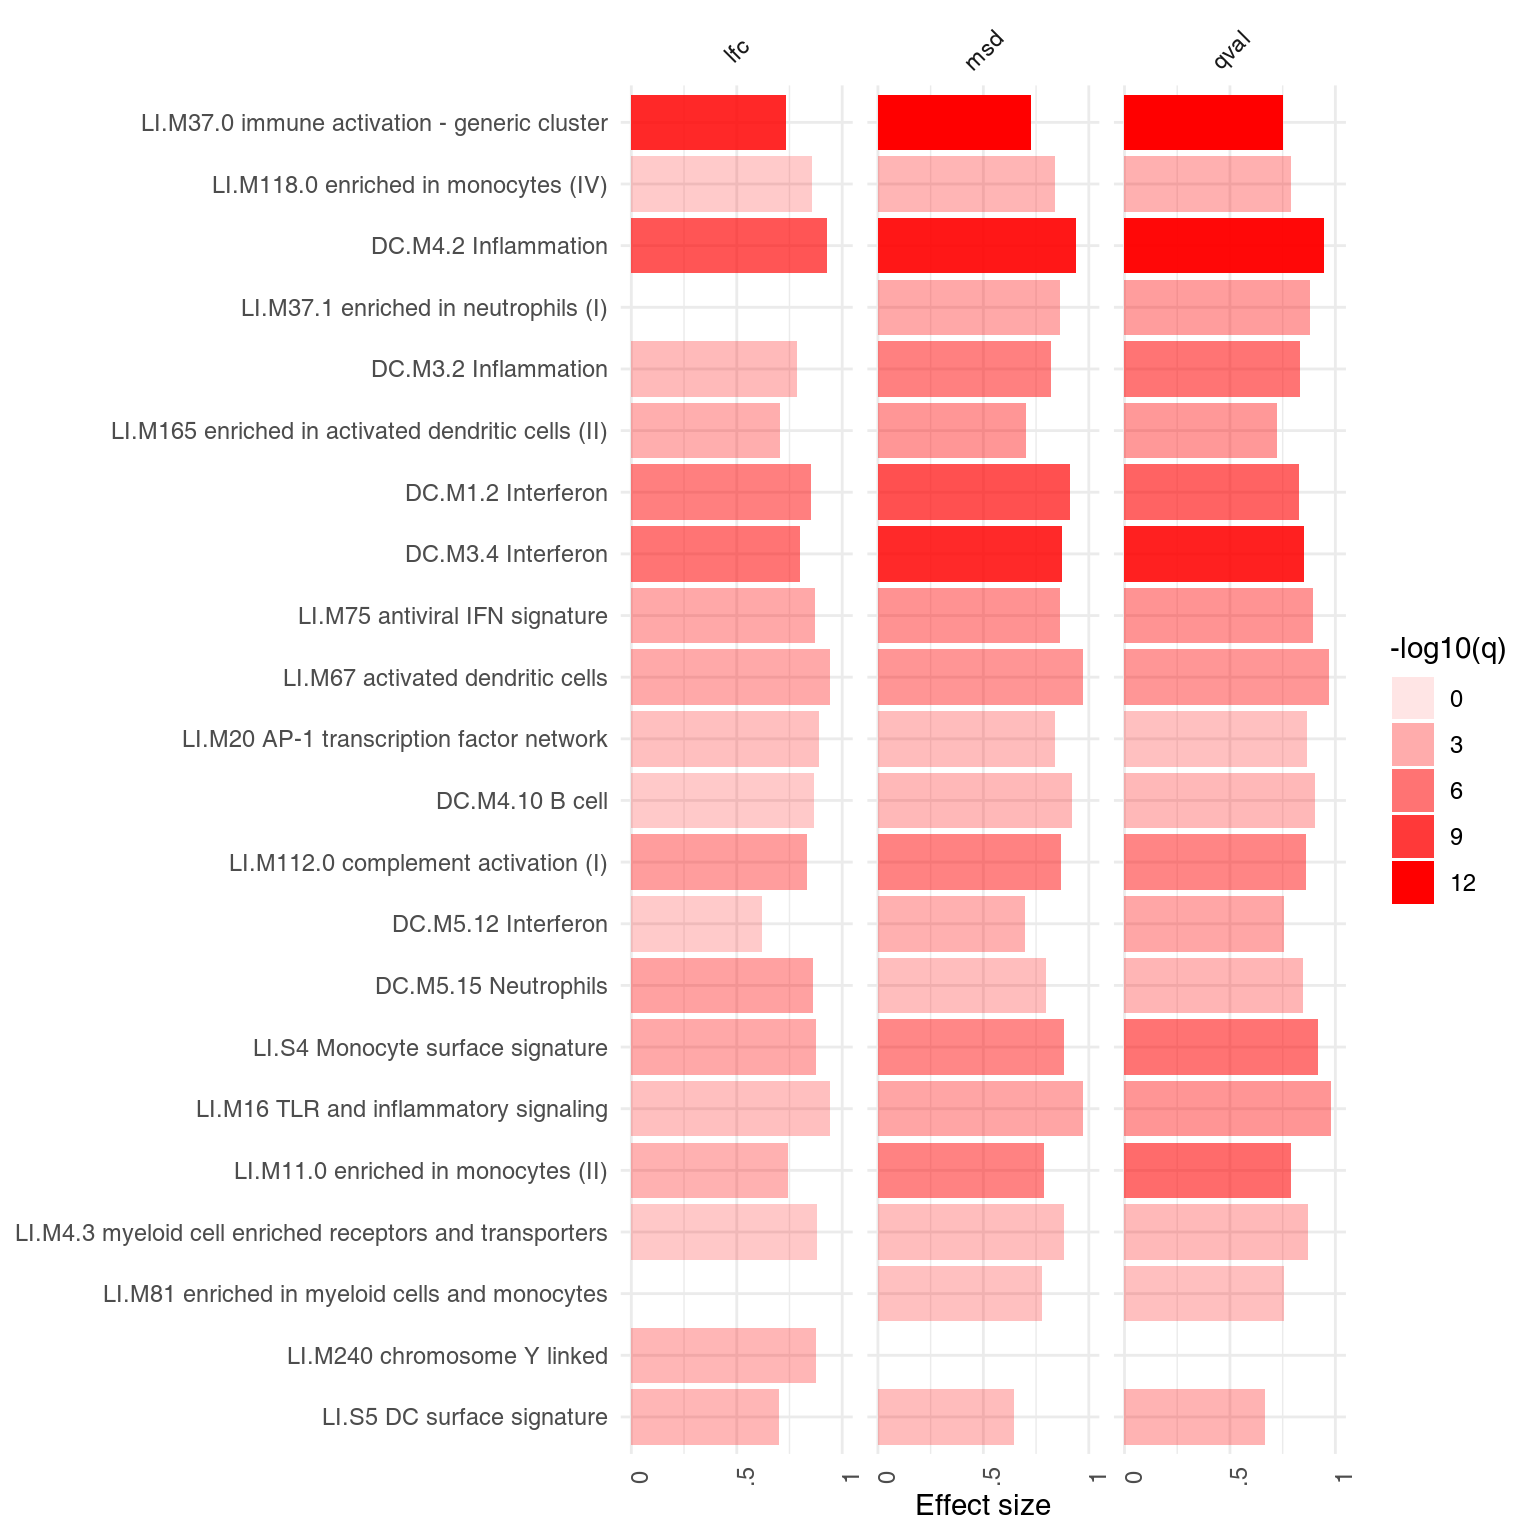 lfc
msd
qval
LI.M37.0 immune activation - generic cluster
LI.M118.0 enriched in monocytes (IV)
DC.M4.2 Inflammation
LI.M37.1 enriched in neutrophils (I)
DC.M3.2 Inflammation
LI.M165 enriched in activated dendritic cells (II)
DC.M1.2 Interferon
DC.M3.4 Interferon
LI.M75 antiviral IFN signature
LI.M67 activated dendritic cells
LI.M20 AP-1 transcription factor network
DC.M4.10 B cell
LI.M112.0 complement activation (I)
DC.M5.12 Interferon
DC.M5.15 Neutrophils
LI.S4 Monocyte surface signature
LI.M16 TLR and inflammatory signaling
LI.M11.0 enriched in monocytes (II)
LI.M4.3 myeloid cell enriched receptors and transporters
LI.M81 enriched in myeloid cells and monocytes
LI.M240 chromosome Y linked
LI.S5 DC surface signature
0 .5 1 0 .5 1 0 .5 1
Effect size
-log10(q)
0
3
6
9
12